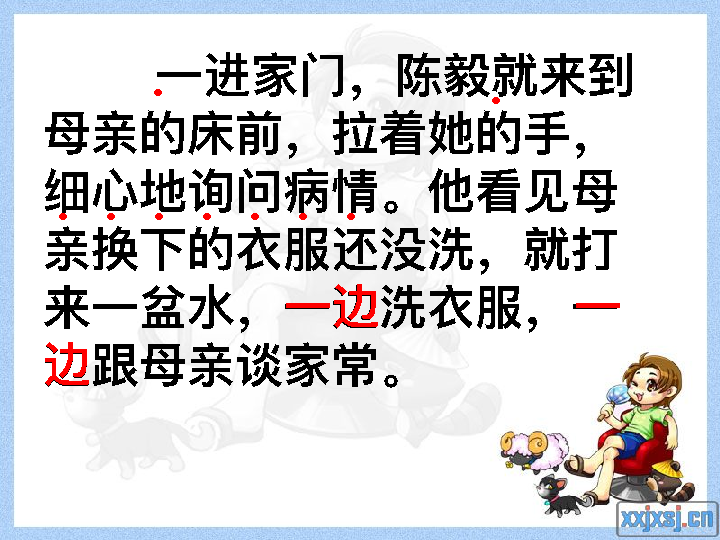 一进家门，陈毅就来到
母亲的床前，拉着她的手，
细心地询问病情。他看见母
亲换下的衣服还没洗，就打
来一盆水，一边洗衣服，一
边跟母亲谈家常。
xxjxsj.cn